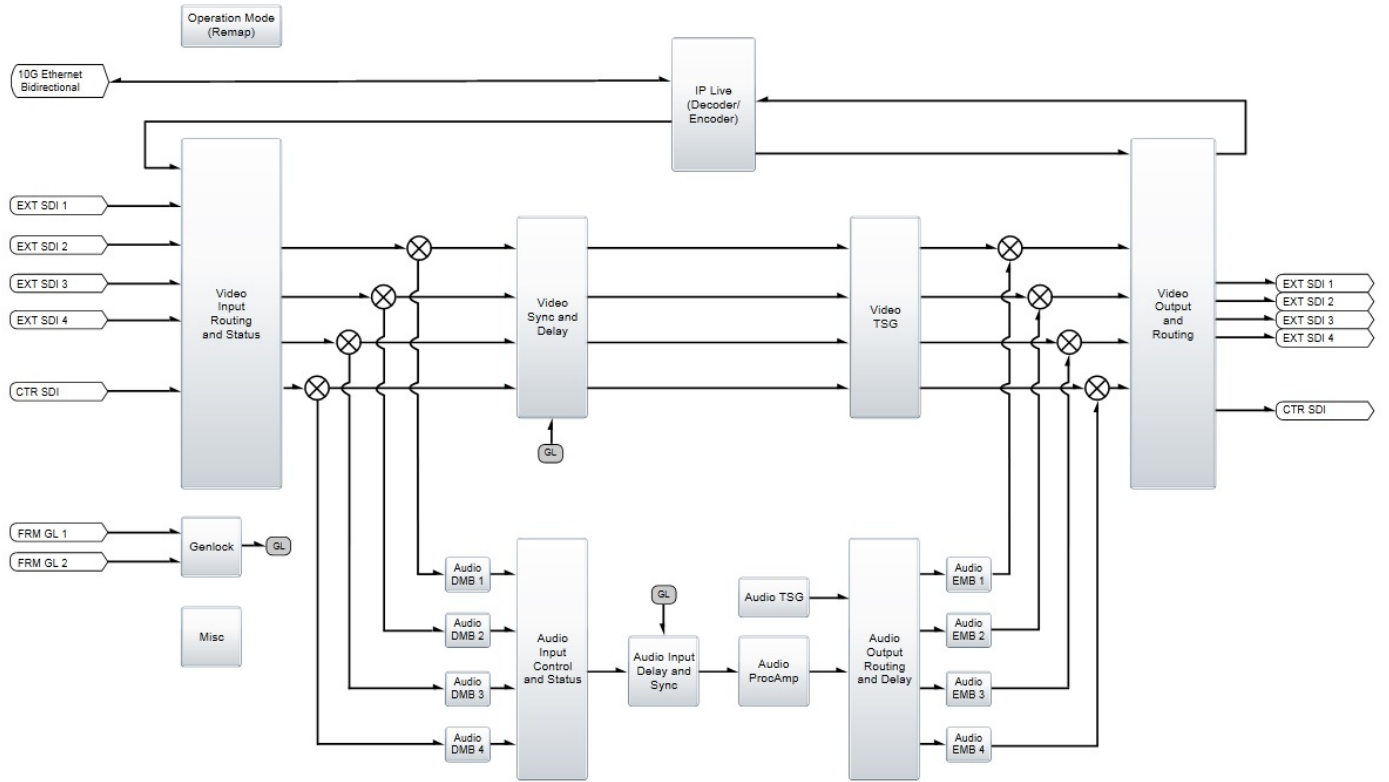 Operation Mode
(Remap)
10G Ethernet
Bidirectional
IP Live
(Decoder/
Encoder)
EXT SDI 1
EXT SDI 2
EXT SDI 3
EXT SDI 4
CTR SDI
Video
Input
Routing
and Status
Video
Sync and
Delay
GL
Video
TSG
Video
Output
and
Routing
EXT SDI 1
EXT SDI 2
EXT SDI 3
EXT SDI 4
CTR SDI
FRM GL 1
FRM GL 2
Genlock
GL
Misc
Audio
DMB 1
Audio
DMB 2
Audio
DMB 3
Audio
DMB 4
Audio
Input
Control
and Status
GL
Audio Input
Delay and
Sync
Audio TSG
Audio
ProcAmp
Audio
Output
Routing
and Delay
Audio
EMB 1
Audio
EMB 2
Audio
EMB 3
Audio
EMB 4